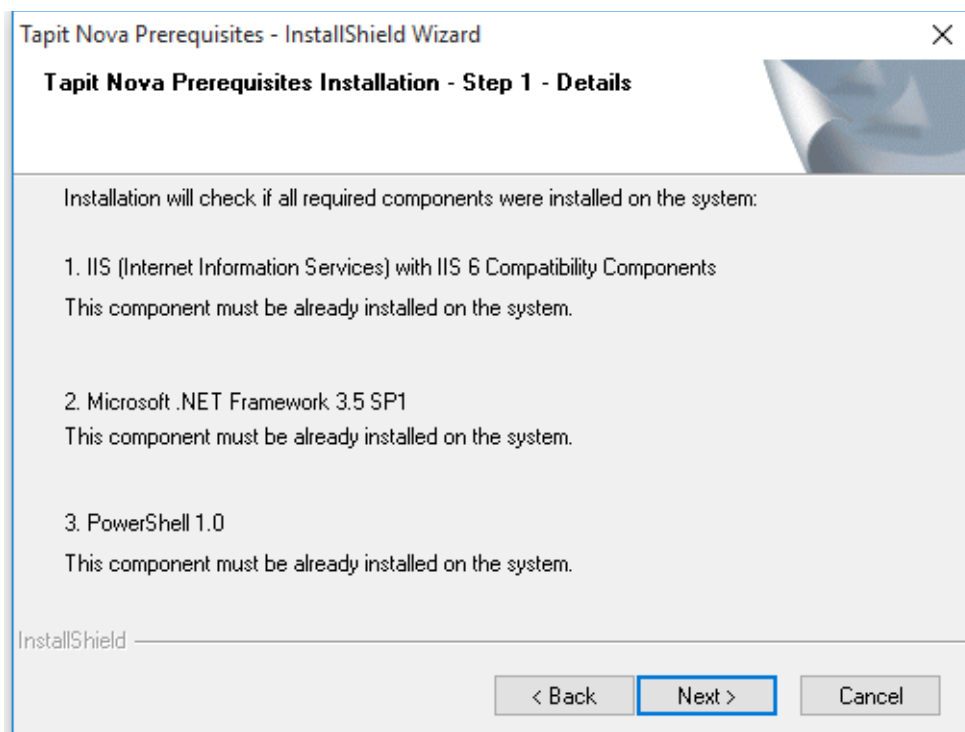 Tapit Nova Prerequisites - InstallShield Wizard
Tapit Nova Prerequisites Installation - Step 1 - Details
Installation will check if all required components were installed on the system:
1. IIS (Internet Information Services) with IIS 6 Compatibility Components
This component must be already installed on the system.
2. Microsoft .NET Framework 3.5 SP1
This component must be already installed on the system.
3. PowerShell 1.0
This component must be already installed on the system.
InstallShield
< Back
Next >
Cancel